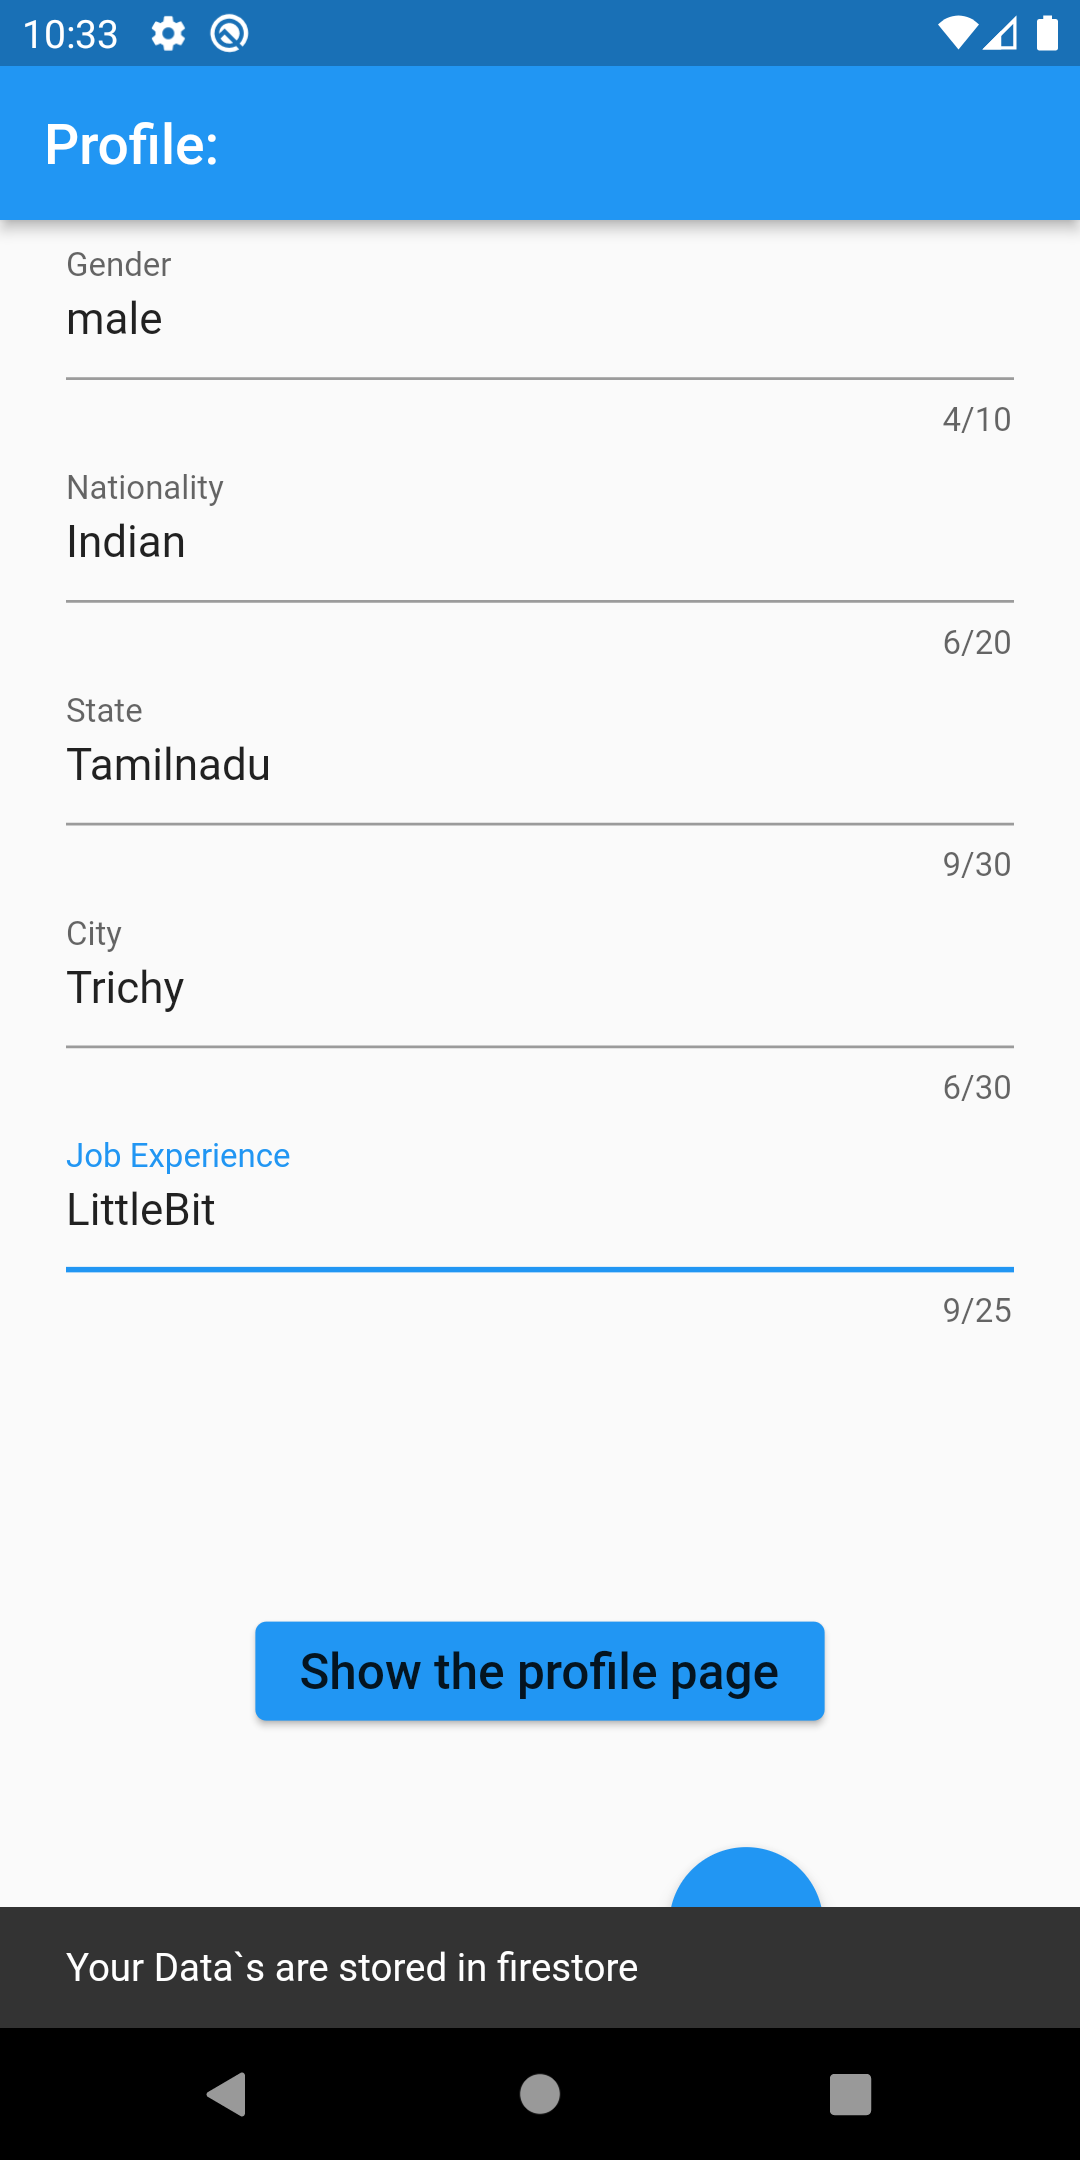 10:33
Profile:
Gender
male
4/10
Nationality
Indian
6/20
State
Tamilnadu
9/30
City
Trichy
6/30
Job Experience
LittleBit
9/25
Show the profile page
Your Data`s are stored in firestore